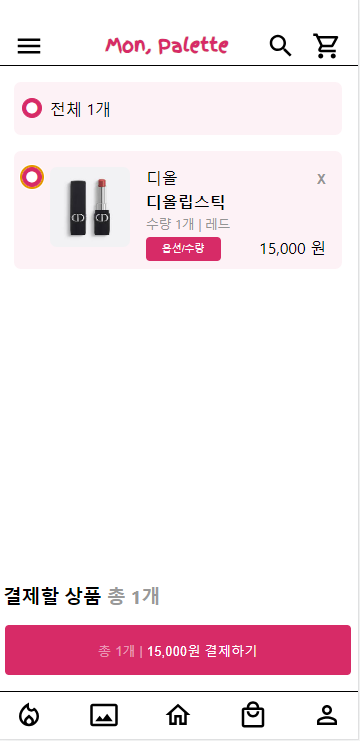 Mon, Palette
전체 1개
디올
X
디올립스틱
수량 1개 | 레드
옵션/수량
15,000 원
결제할 상품 총 1개
총 1개 | 15,000원 결제하기